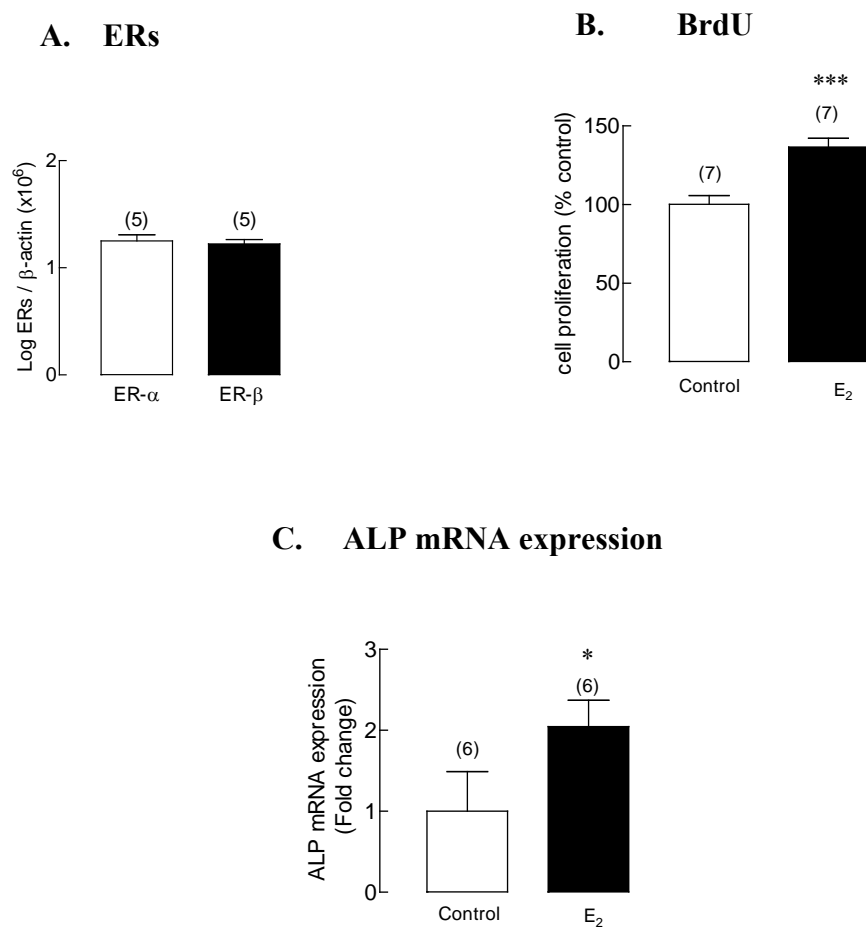 A. ERs
Log ERs / β-actin (x10⁶)
2
1
0
(5)
(5)
ER-α
ER-β
B. BrdU
cell proliferation (% control)
150
100
50
0
(7)
***
(7)
Control
E₂
C. ALP mRNA expression
ALP mRNA expression
(Fold change)
3
2
1
0
(6)
*
(6)
Control
E₂